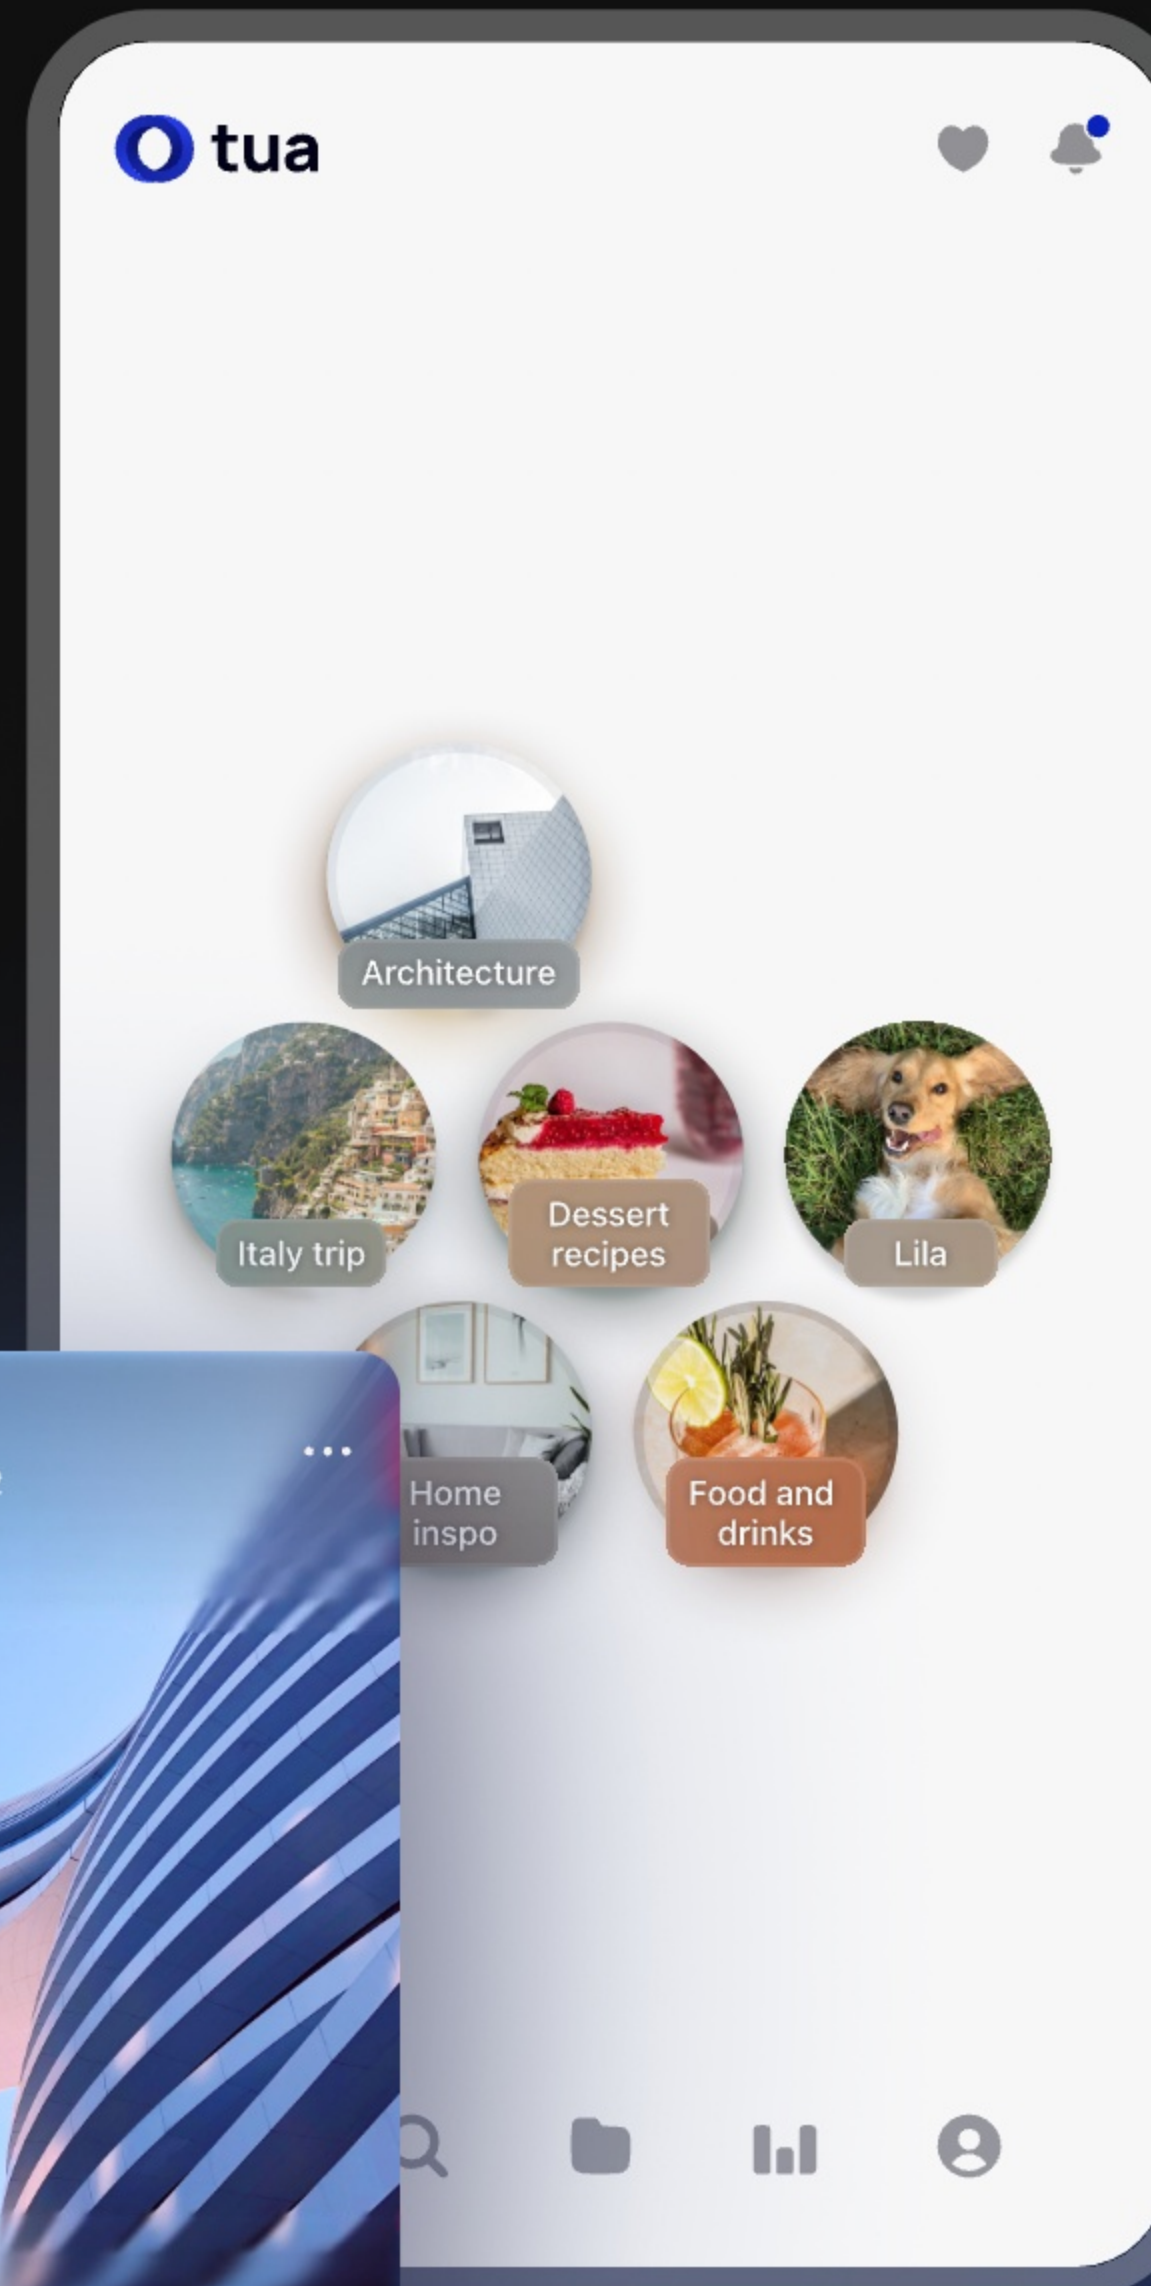 tua
Architecture
Italy trip
Dessert
recipes
Lila
Home
inspo
Food and
drinks